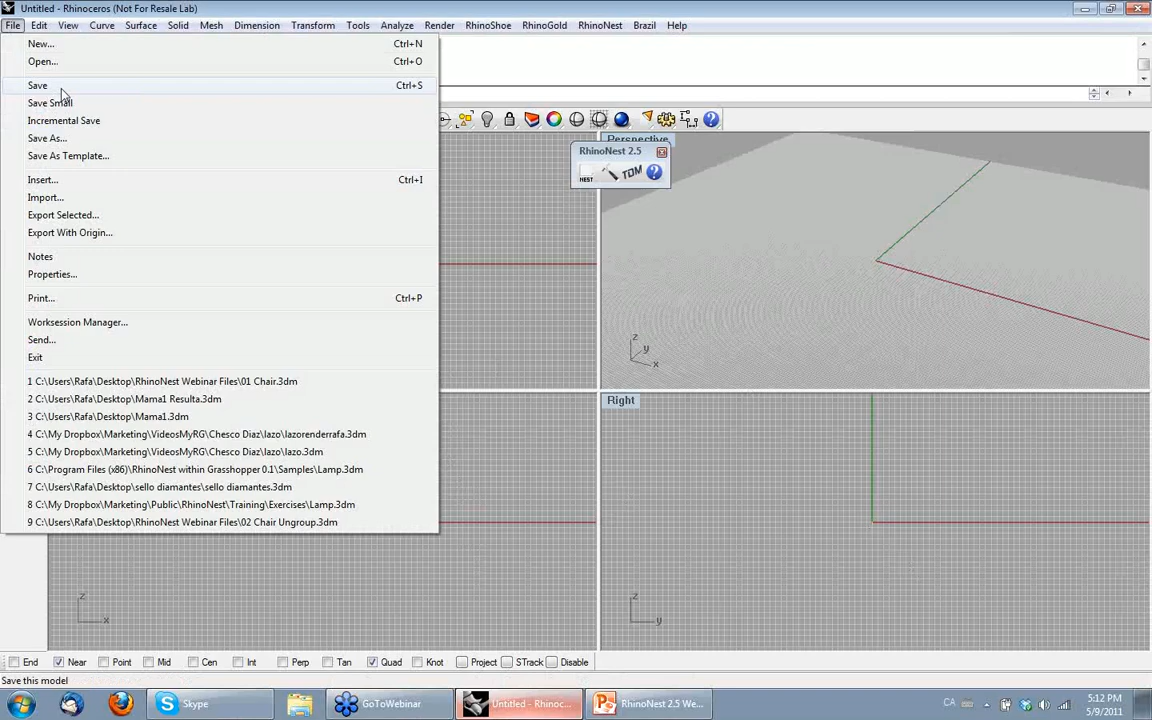 Untitled - Rhinoceros (Not For Resale Lab)
File Edit View Curve Surface Solid Mesh Dimension Transform Tools Analyze Render RhinoShoe RhinoGold RhinoNest Brazil Help
New... Ctrl+N
Open... Ctrl+O
Save Ctrl+S
Save Small
Incremental Save
Save As...
Save As Template...
Insert... Ctrl+I
Import...
Export Selected...
Export With Origin...
Notes
Properties...
Print... Ctrl+P
Worksession Manager...
Send...
Exit
1 C:\Users\Rafa\Desktop\RhinoNest Webinar Files\01 Chair.3dm
2 C:\Users\Rafa\Desktop\Mama1 Resulta.3dm
3 C:\Users\Rafa\Desktop\Mama1.3dm
4 C:\My Dropbox\Marketing\VideosMyRG\Chesco Diaz\lazo\lazorenderrafa.3dm
5 C:\My Dropbox\Marketing\VideosMyRG\Chesco Diaz\lazo\lazo.3dm
6 C:\Program Files (x86)\RhinoNest within Grasshopper 0.1\Samples\Lamp.3dm
7 C:\Users\Rafa\Desktop\sello diamantes\sello diamantes.3dm
8 C:\My Dropbox\Marketing\Public\RhinoNest\Training\Exercises\Lamp.3dm
9 C:\Users\Rafa\Desktop\RhinoNest Webinar Files\02 Chair Ungroup.3dm
Perspective
RhinoNest 2.5
NEST TDM
z
y
x
Right
z
x
z
y
End Near Point Mid Cen Int Perp Tan Quad Knot Project STrack Disable
Save this model
Skype GoToWebinar Untitled - Rhinoc... RhinoNest 2.5 We... CA
5:12 PM
5/9/2011